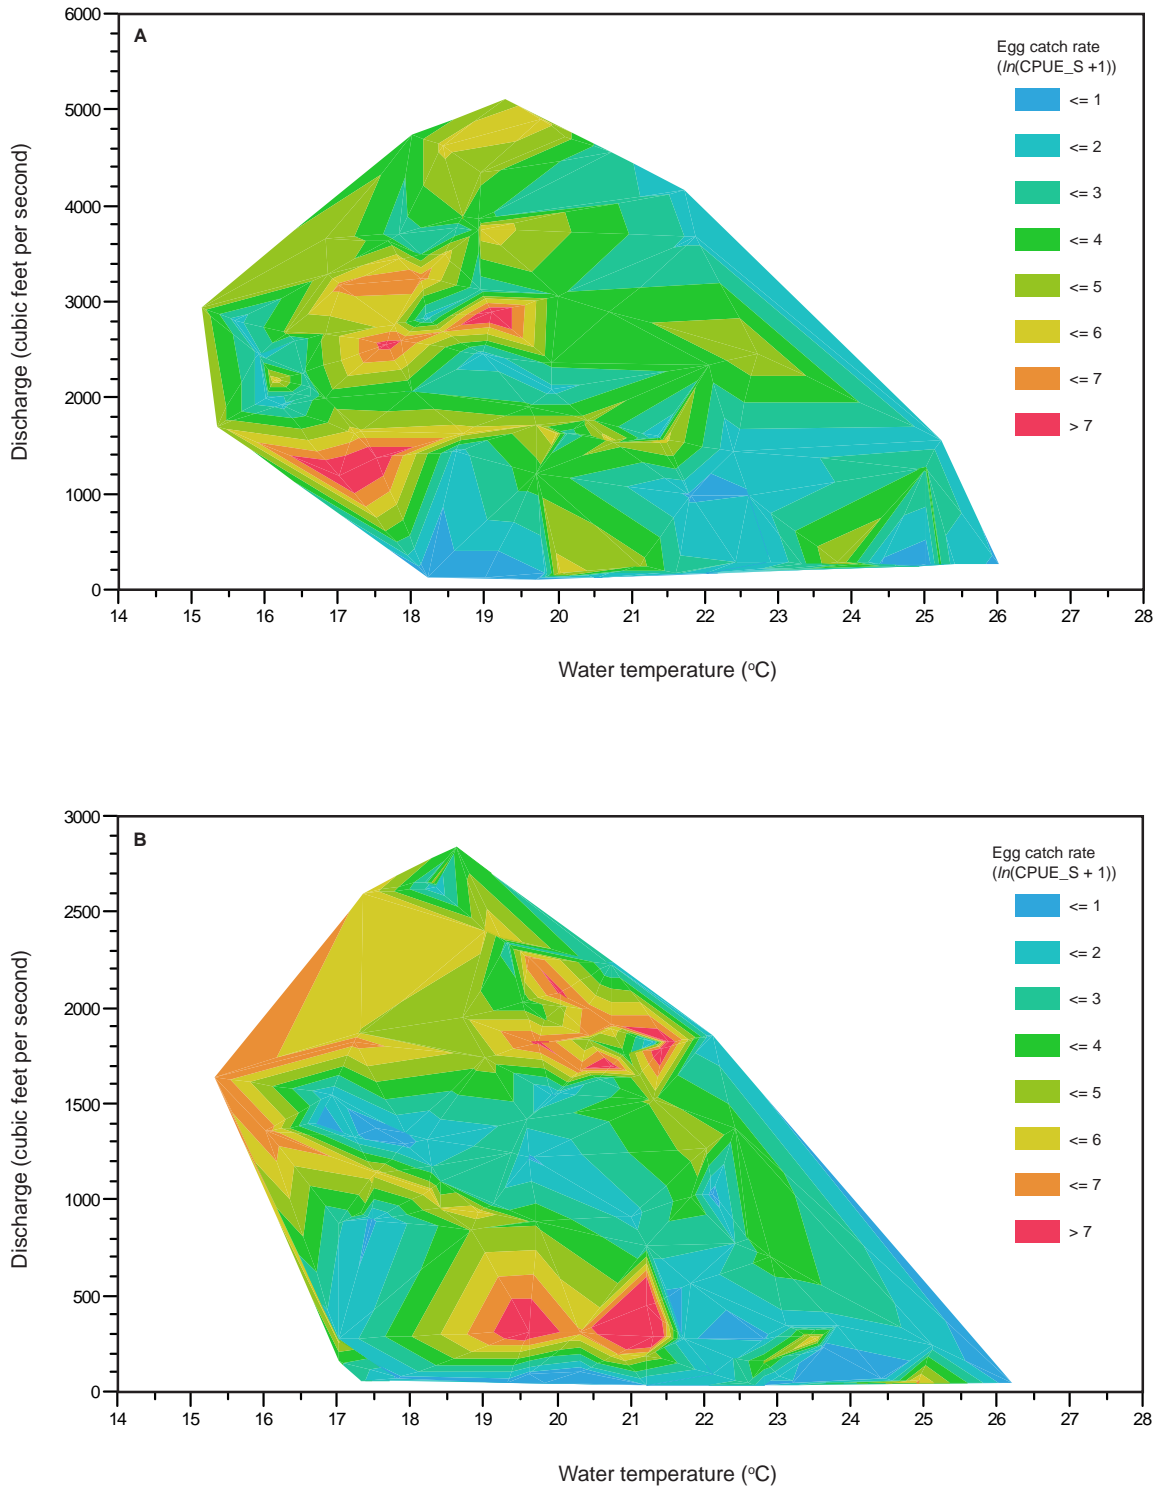 A
Egg catch rate
(ln(CPUE_S +1))
<= 1
<= 2
<= 3
<= 4
<= 5
<= 6
<= 7
> 7
Discharge (cubic feet per second)
6000
5000
4000
3000
2000
1000
0
14 15 16 17 18 19 20 21 22 23 24 25 26 27 28
Water temperature (oC)
B
Egg catch rate
(ln(CPUE_S + 1))
<= 1
<= 2
<= 3
<= 4
<= 5
<= 6
<= 7
> 7
Discharge (cubic feet per second)
3000
2500
2000
1500
1000
500
0
14 15 16 17 18 19 20 21 22 23 24 25 26 27 28
Water temperature (oC)